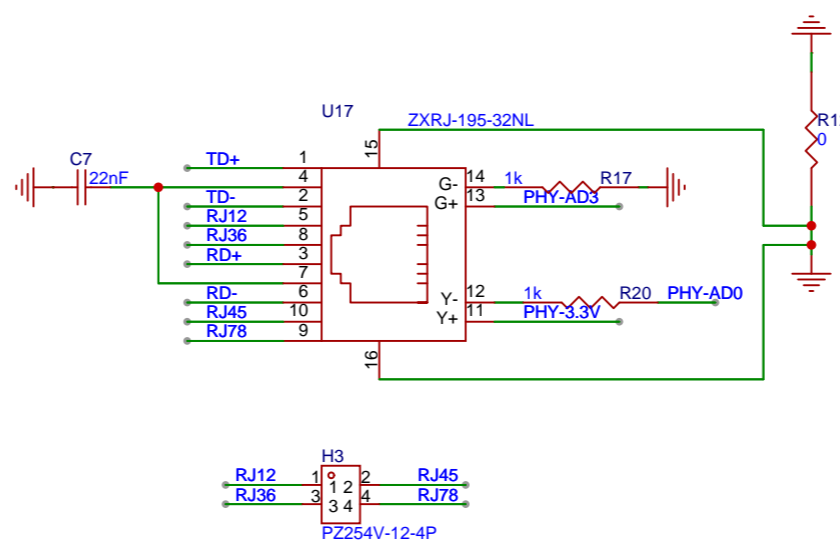 U17
ZXRJ-195-32NL
R1
0
15
C7
22nF
TD+ 1
4
TD- 2
RJ12 5
RJ36 8
RD+ 3
7
RD- 6
RJ45 10
RJ78 9
G- 14 1k R17
G+ 13 PHY-AD3
Y- 12 1k R20 PHY-AD0
Y+ 11 PHY-3.3V
16
H3
RJ12 1 1 2 2 RJ45
RJ36 3 3 4 4 RJ78
PZ254V-12-4P